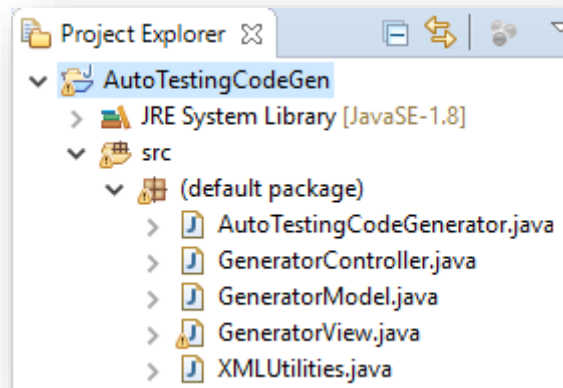 Project Explorer
AutoTestingCodeGen
JRE System Library [JavaSE-1.8]
src
(default package)
AutoTestingCodeGenerator.java
GeneratorController.java
GeneratorModel.java
GeneratorView.java
XMLUtilities.java